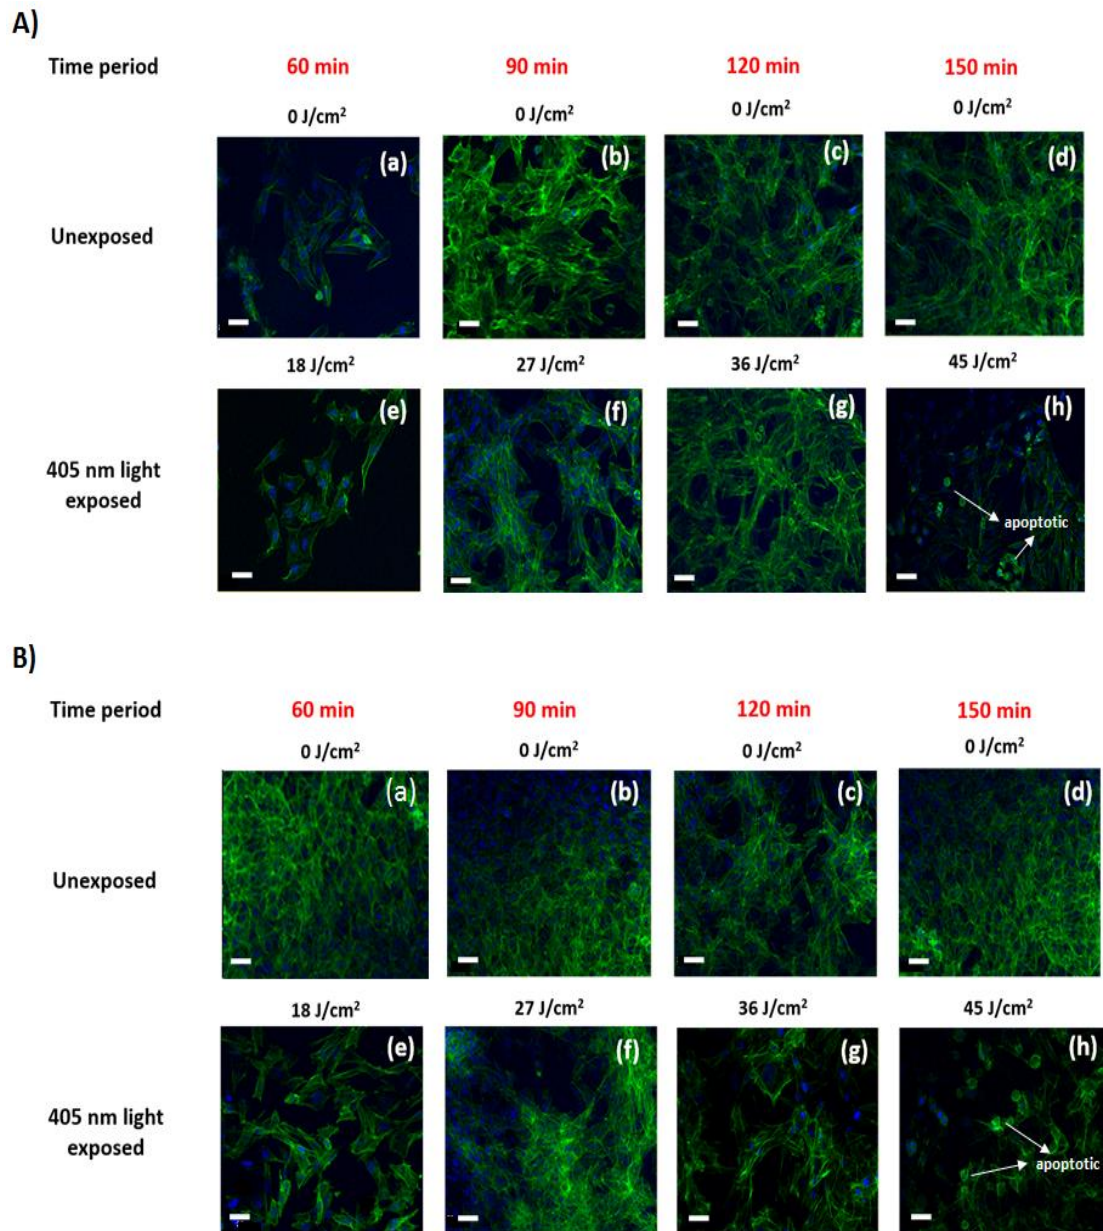 A)
Time period 60 min 90 min 120 min 150 min
0 J/cm² 0 J/cm² 0 J/cm² 0 J/cm²
(a) (b) (c) (d)
Unexposed
18 J/cm² 27 J/cm² 36 J/cm² 45 J/cm²
(e) (f) (g) (h)
405 nm light
exposed
apoptotic
B)
Time period 60 min 90 min 120 min 150 min
0 J/cm² 0 J/cm² 0 J/cm² 0 J/cm²
(a) (b) (c) (d)
Unexposed
18 J/cm² 27 J/cm² 36 J/cm² 45 J/cm²
(e) (f) (g) (h)
405 nm light
exposed
apoptotic